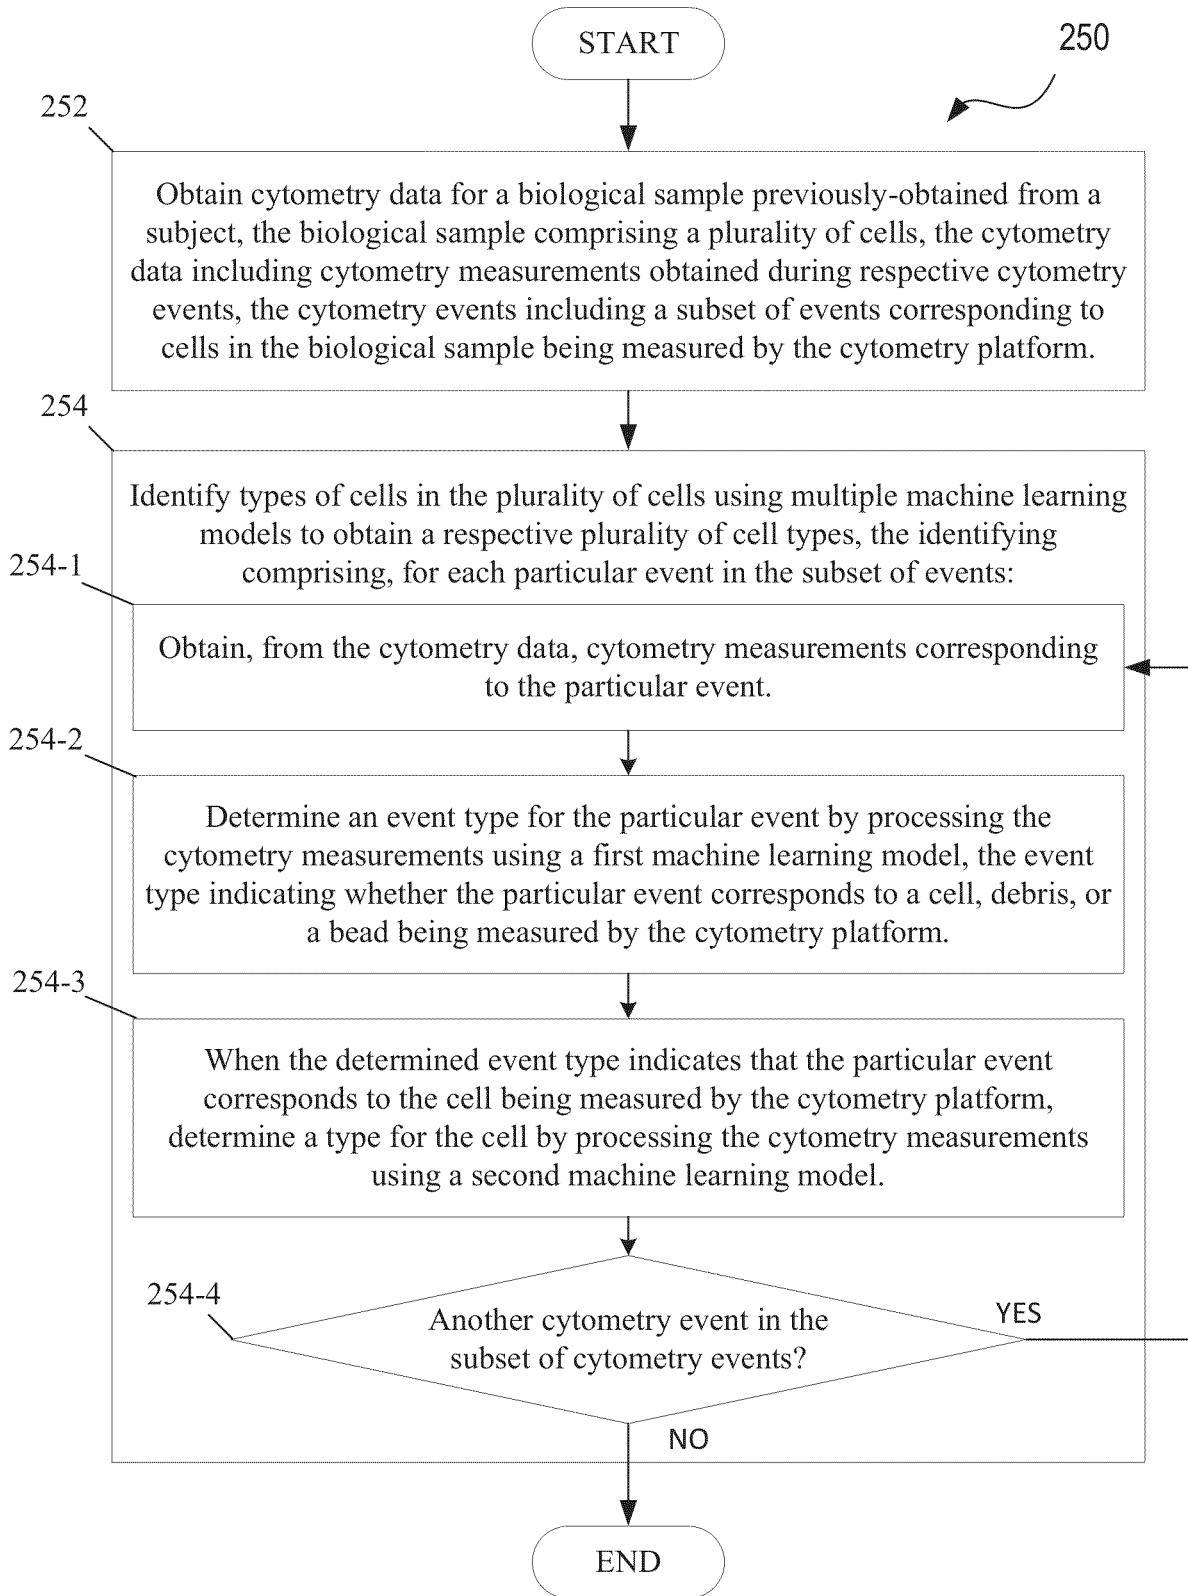 START
250
252
Obtain cytometry data for a biological sample previously-obtained from a
subject, the biological sample comprising a plurality of cells, the cytometry
data including cytometry measurements obtained during respective cytometry
events, the cytometry events including a subset of events corresponding to
cells in the biological sample being measured by the cytometry platform.
254
Identify types of cells in the plurality of cells using multiple machine learning
models to obtain a respective plurality of cell types, the identifying
comprising, for each particular event in the subset of events:
254-1
Obtain, from the cytometry data, cytometry measurements corresponding
to the particular event.
254-2
Determine an event type for the particular event by processing the
cytometry measurements using a first machine learning model, the event
type indicating whether the particular event corresponds to a cell, debris, or
a bead being measured by the cytometry platform.
254-3
When the determined event type indicates that the particular event
corresponds to the cell being measured by the cytometry platform,
determine a type for the cell by processing the cytometry measurements
using a second machine learning model.
254-4
Another cytometry event in the
subset of cytometry events?
YES
NO
END